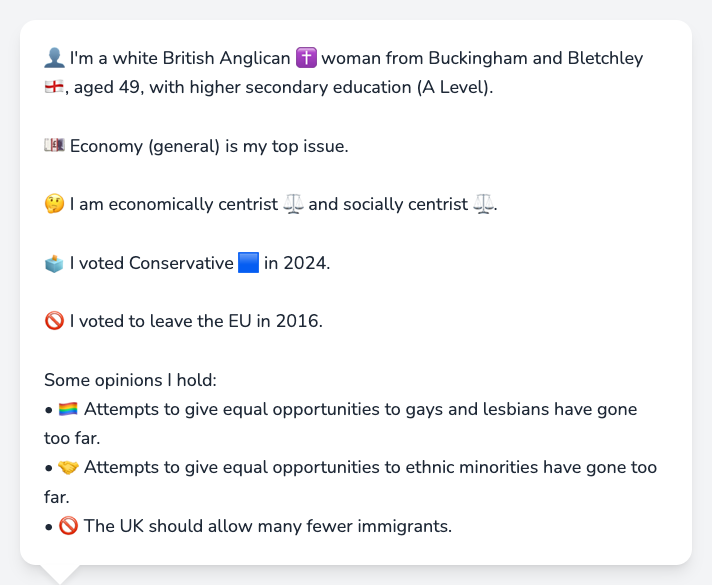 👤 I'm a white British Anglican ✝️ woman from Buckingham and Bletchley
🏴󠁧󠁢󠁥󠁮󠁧󠁿, aged 49, with higher secondary education (A Level).
💷 Economy (general) is my top issue.
🤔 I am economically centrist ⚖️ and socially centrist ⚖️.
🗳️ I voted Conservative 🟦 in 2024.
🚫 I voted to leave the EU in 2016.
Some opinions I hold:
• 🏳️‍🌈 Attempts to give equal opportunities to gays and lesbians have gone
too far.
• 🤝 Attempts to give equal opportunities to ethnic minorities have gone too
far.
• 🚫 The UK should allow many fewer immigrants.